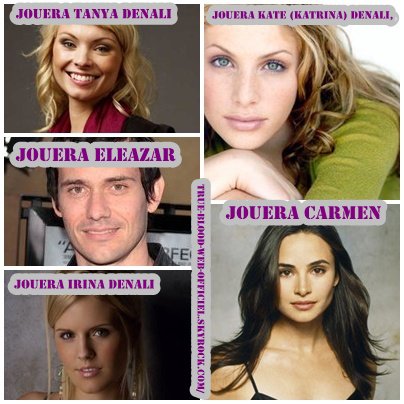 JOUERA TANYA DENALI
JOUERA KATE (KATRINA) DENALI,
JOUERA ELEAZAR
JOUERA CARMEN
JOUERA IRINA DENALI
TRUE-BLOOD-WEB-OFFICIEL.SKYROCK.COM/